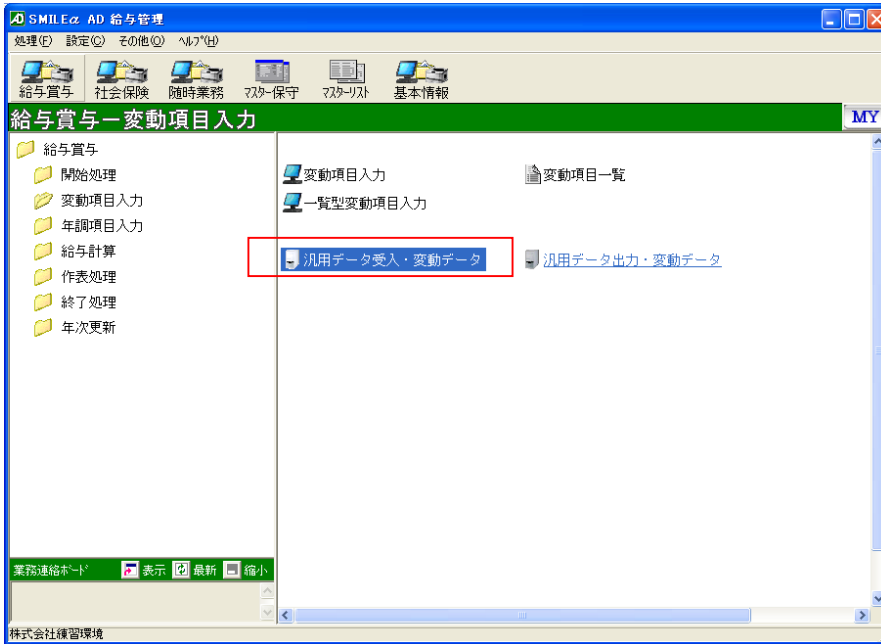 SMILEα AD 給与管理
処理(F) 設定(C) その他(O) ﾍﾙﾌﾟ(H)
給与賞与 社会保険 随時業務 ﾏｽﾀｰ保守 ﾏｽﾀｰﾘｽﾄ 基本情報
給与賞与－変動項目入力 MY
給与賞与
開始処理
変動項目入力
年調項目入力
給与計算
作表処理
終了処理
年次更新
変動項目入力 変動項目一覧
一覧型変動項目入力
汎用データ受入・変動データ 汎用データ出力・変動データ
業務連絡ﾎﾞｰﾄﾞ 表示 最新 縮小
株式会社練習環境